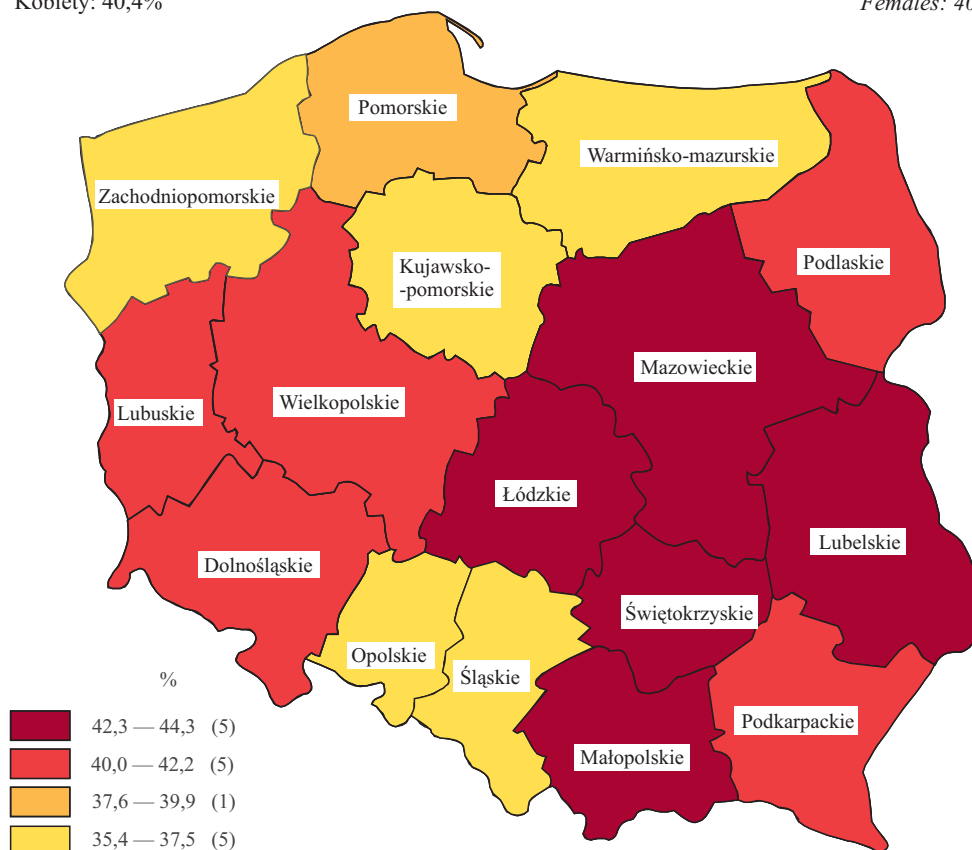 Kobiety: 40,4%
Females: 40
Pomorskie
Warmińsko-mazurskie
Zachodniopomorskie
Podlaskie
Kujawsko-
-pomorskie
Mazowieckie
Wielkopolskie
Lubuskie
Łódzkie
Lubelskie
Dolnośląskie
Świętokrzyskie
Opolskie
Śląskie
Podkarpackie
Małopolskie
%
42,3 — 44,3 (5)
40,0 — 42,2 (5)
37,6 — 39,9 (1)
35,4 — 37,5 (5)